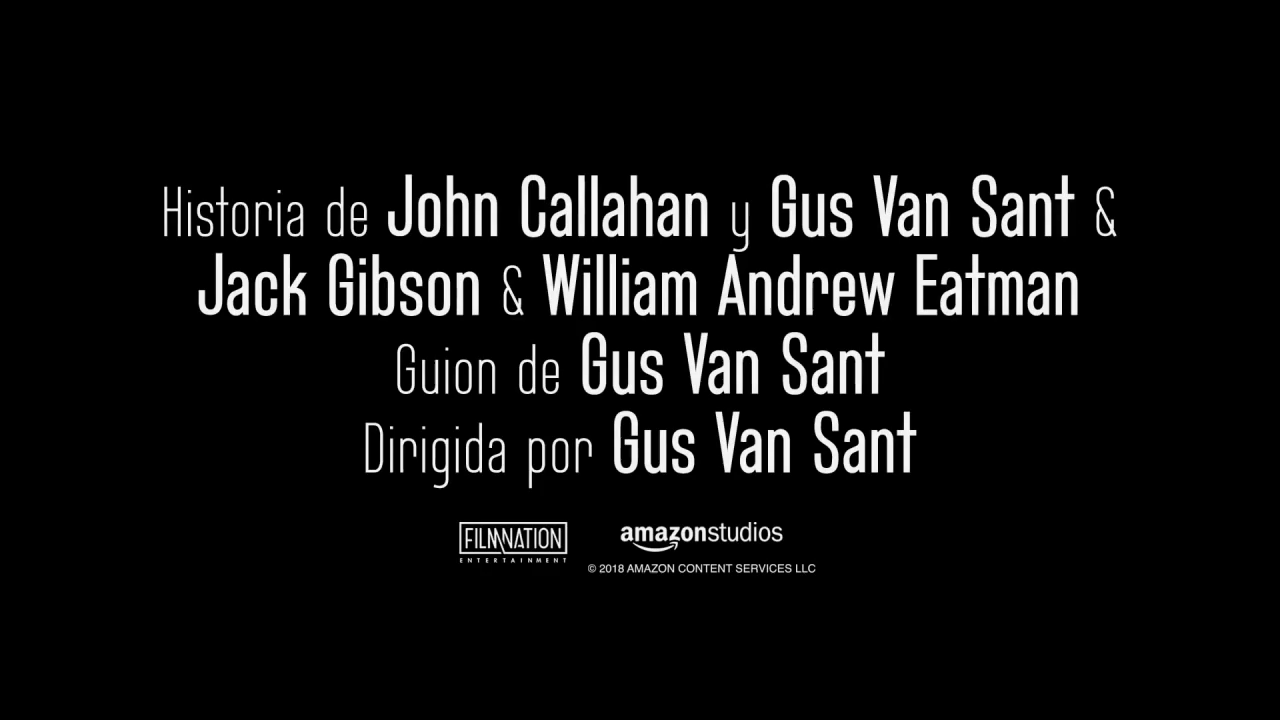 Historia de John Callahan y Gus Van Sant &
Jack Gibson & William Andrew Eatman
Guion de Gus Van Sant
Dirigida por Gus Van Sant
FILMNATION
ENTERTAINMENT
amazonstudios
© 2018 AMAZON CONTENT SERVICES LLC